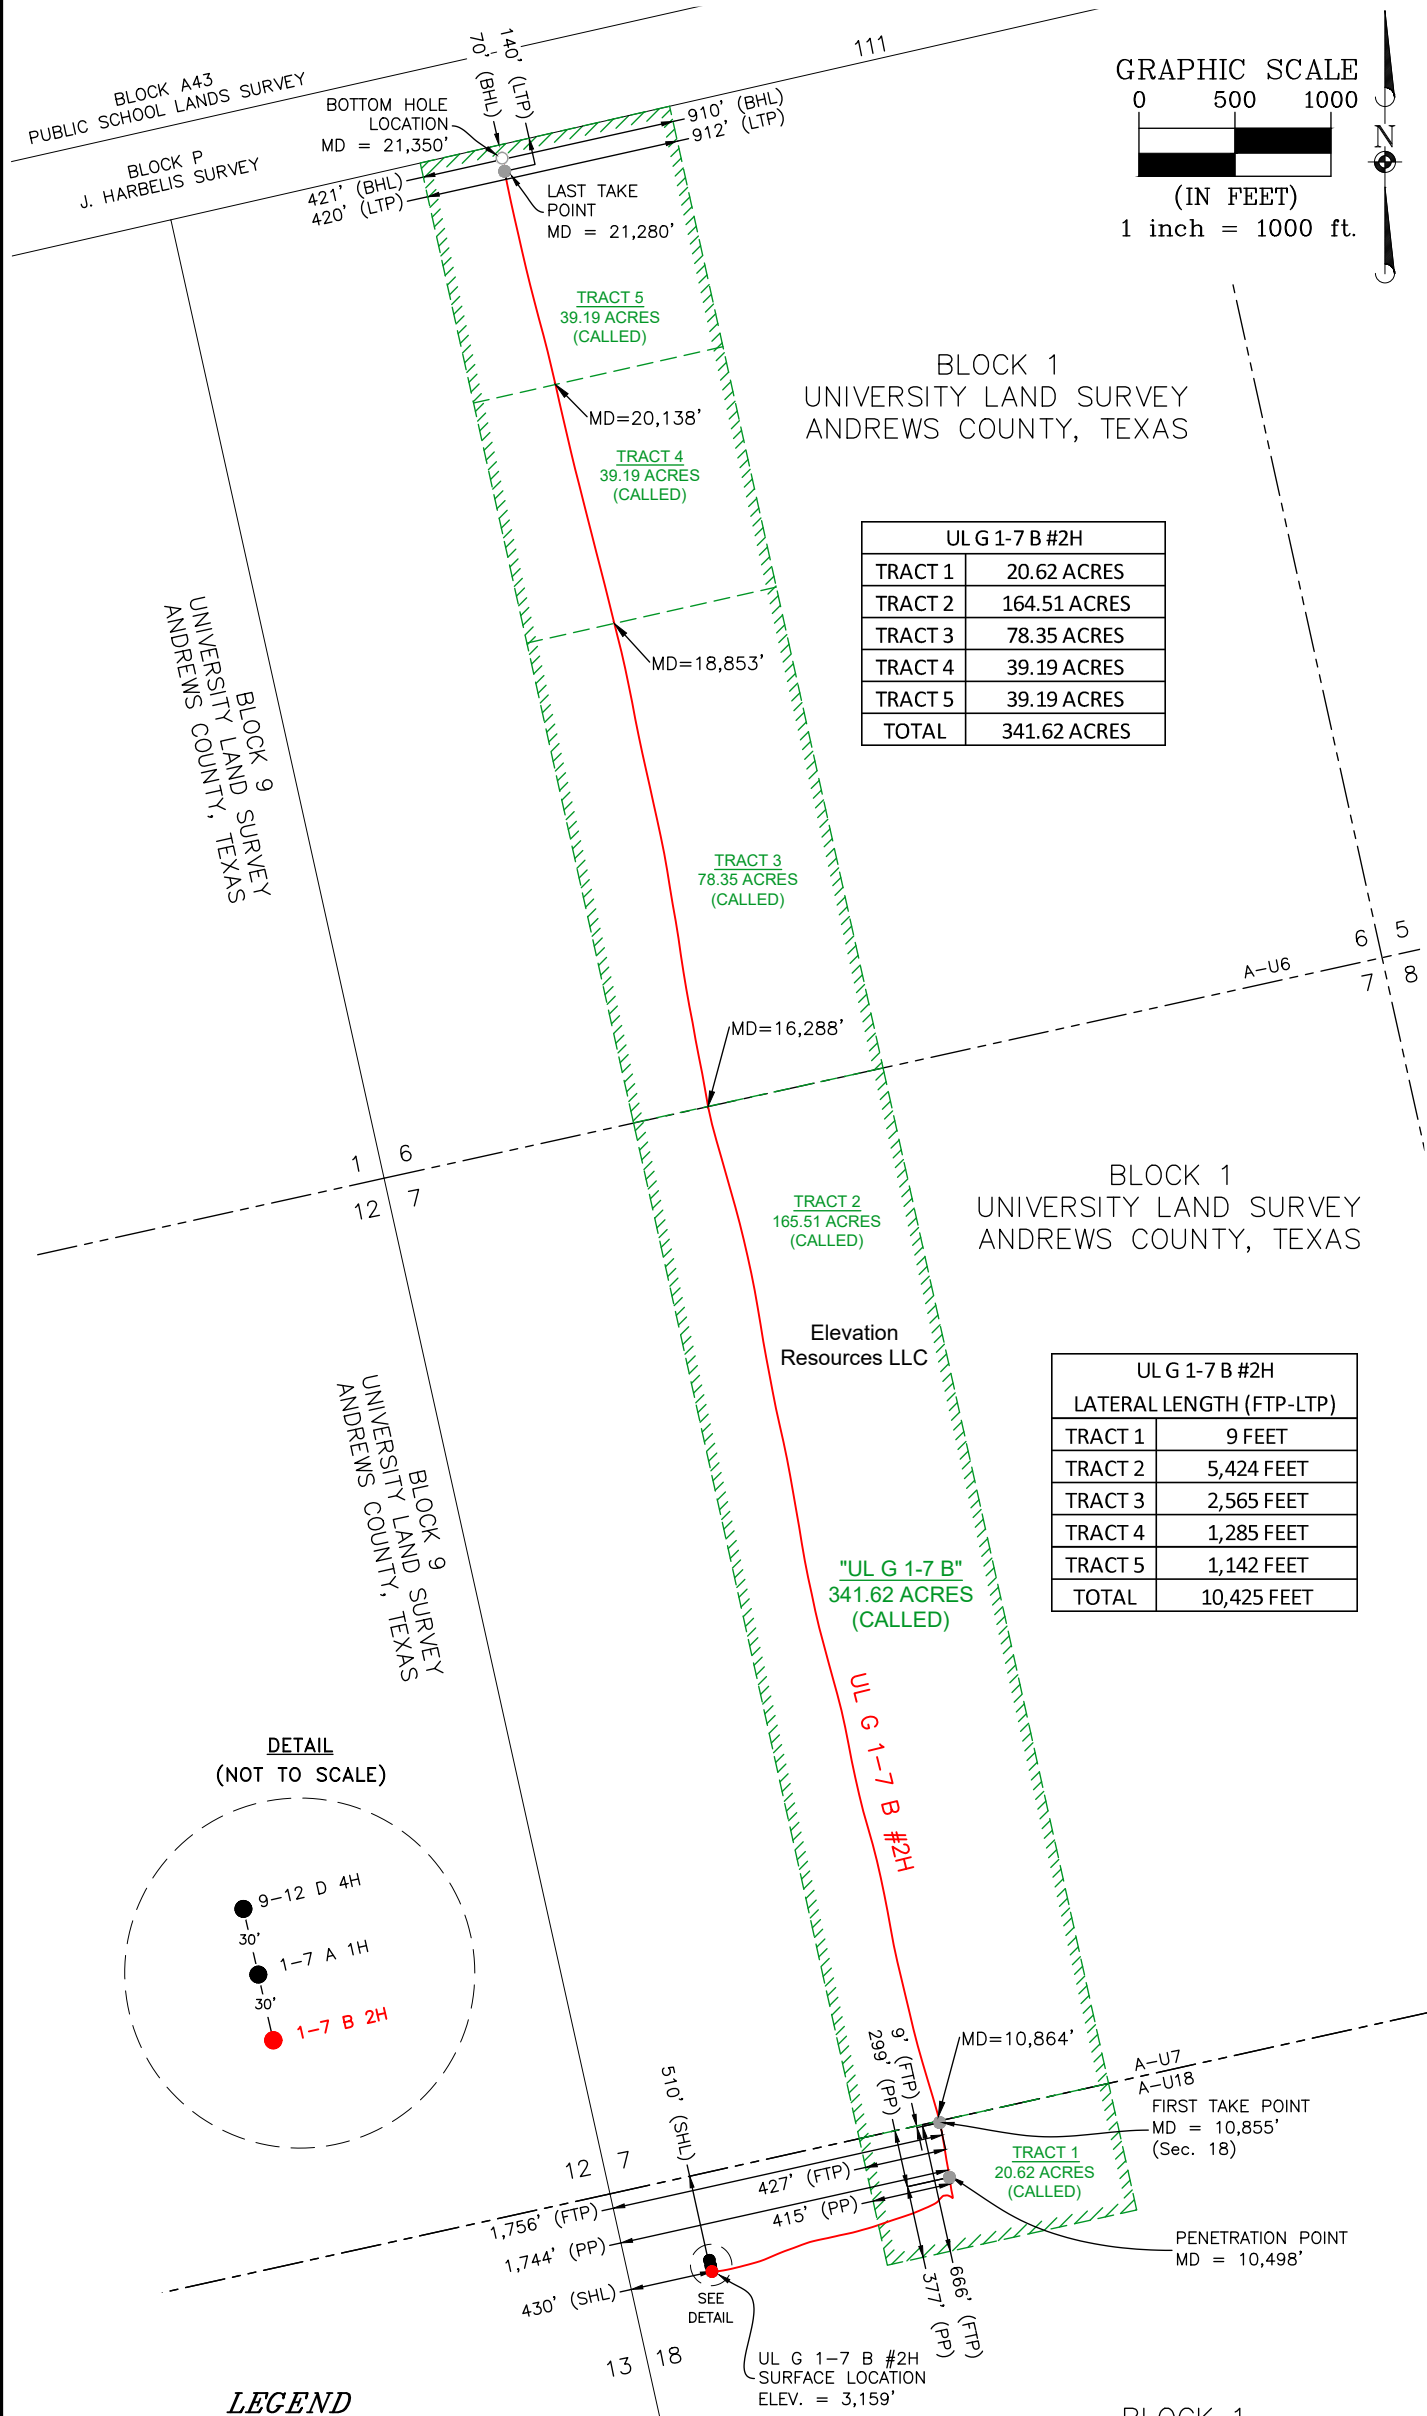 BLOCK A43
PUBLIC SCHOOL LANDS SURVEY
BLOCK P
J. HARBELIS SURVEY
111
70' (BHL)
140' (LTP)
BOTTOM HOLE
LOCATION
MD = 21,350'
910' (BHL)
912' (LTP)
421' (BHL)
420' (LTP)
LAST TAKE
POINT
MD = 21,280'
GRAPHIC SCALE
0 500 1000
(IN FEET)
1 inch = 1000 ft.
N
TRACT 5
39.19 ACRES
(CALLED)
MD=20,138'
TRACT 4
39.19 ACRES
(CALLED)
BLOCK 1
UNIVERSITY LAND SURVEY
ANDREWS COUNTY, TEXAS
UL G 1-7 B #2H
TRACT 1 20.62 ACRES
TRACT 2 164.51 ACRES
TRACT 3 78.35 ACRES
TRACT 4 39.19 ACRES
TRACT 5 39.19 ACRES
TOTAL 341.62 ACRES
MD=18,853'
BLOCK 9
UNIVERSITY LAND SURVEY
ANDREWS COUNTY, TEXAS
TRACT 3
78.35 ACRES
(CALLED)
6 5
7 8
A-U6
MD=16,288'
1 6
12 7
TRACT 2
165.51 ACRES
(CALLED)
BLOCK 1
UNIVERSITY LAND SURVEY
ANDREWS COUNTY, TEXAS
Elevation
Resources LLC
UL G 1-7 B #2H
LATERAL LENGTH (FTP-LTP)
TRACT 1 9 FEET
TRACT 2 5,424 FEET
TRACT 3 2,565 FEET
TRACT 4 1,285 FEET
TRACT 5 1,142 FEET
TOTAL 10,425 FEET
BLOCK 9
UNIVERSITY LAND SURVEY
ANDREWS COUNTY, TEXAS
"UL G 1-7 B"
341.62 ACRES
(CALLED)
UL G 1-7 B #2H
DETAIL
(NOT TO SCALE)
9-12 D 4H
30'
1-7 A 1H
30'
1-7 B 2H
9' (FTP)
299' (PP)
MD=10,864'
A-U7
A-U18
FIRST TAKE POINT
MD = 10,855'
(Sec. 18)
510' (SHL)
12 7
TRACT 1
20.62 ACRES
(CALLED)
427' (FTP)
1,756' (FTP)
415' (PP)
1,744' (PP)
430' (SHL)
PENETRATION POINT
MD = 10,498'
666' (FTP)
377' (PP)
SEE
DETAIL
13 18
UL G 1-7 B #2H
SURFACE LOCATION
ELEV. = 3,159'
LEGEND
BLOCK 1